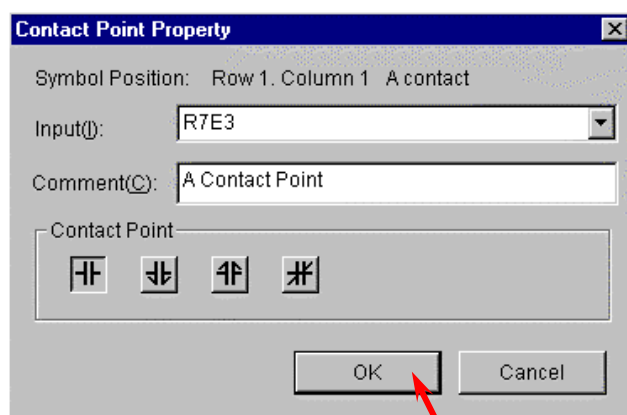 Contact Point Property
Symbol Position: Row 1. Column 1 A contact
Input(I): R7E3
Comment(C): A Contact Point
Contact Point
OK Cancel